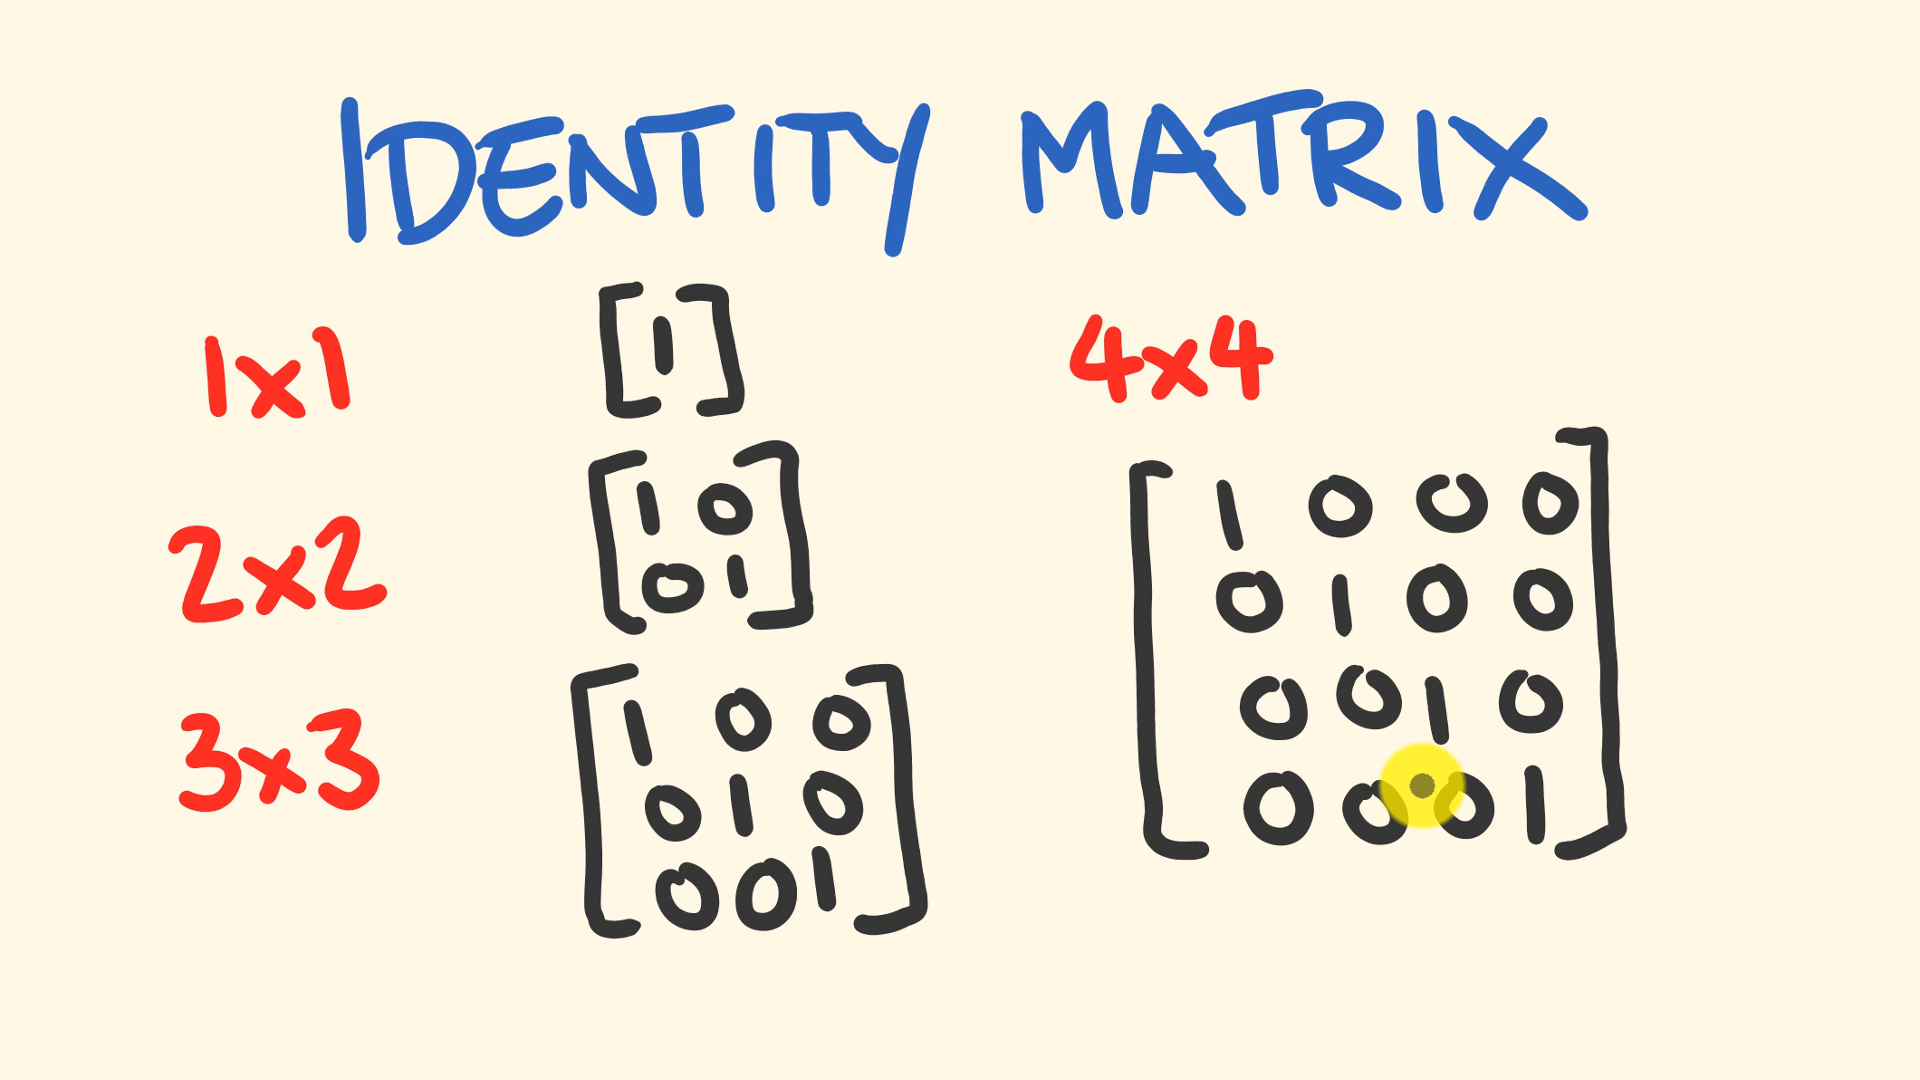 IDENTITY MATRIX
1x1
[1]
2x2
[1 0
0 1]
3x3
[1 0 0
0 1 0
0 0 1]
4x4
[1 0 0 0
0 1 0 0
0 0 1 0
0 0 0 1]